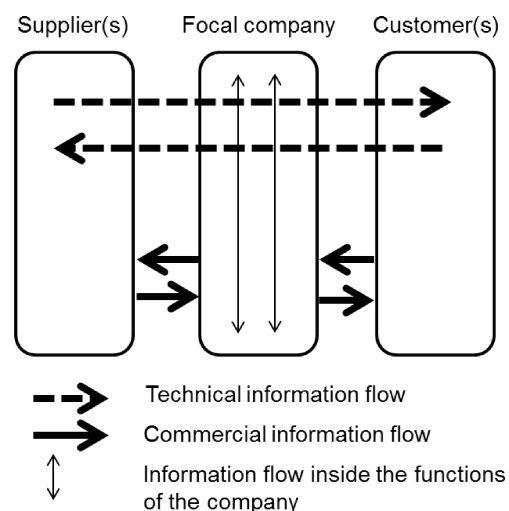 Supplier(s) Focal company Customer(s)
Technical information flow
Commercial information flow
Information flow inside the functions
of the company